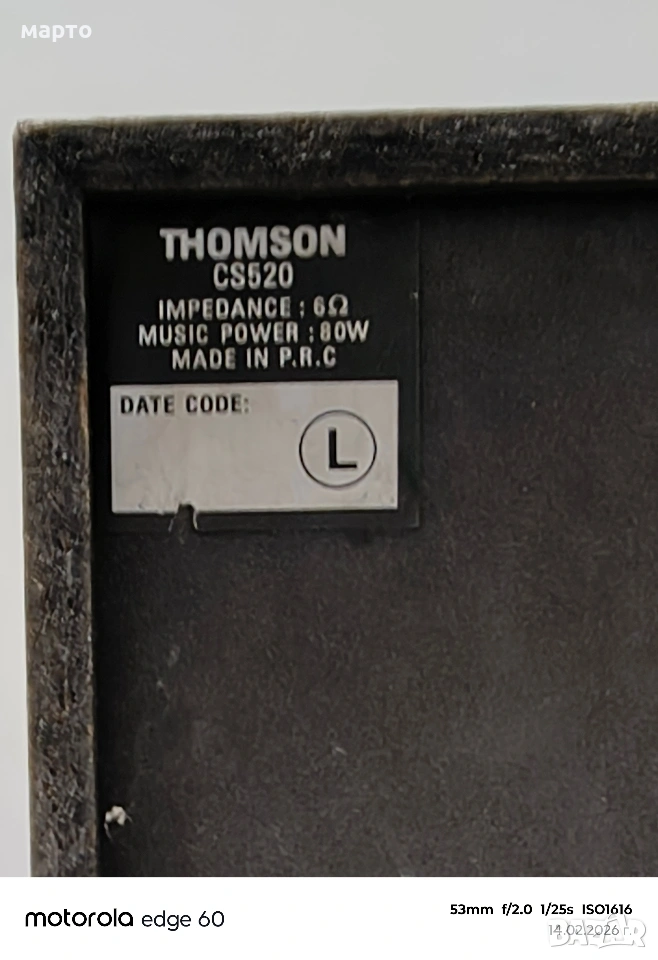 марто
THOMSON
CS520
IMPEDANCE : 6Ω
MUSIC POWER : 80W
MADE IN P.R.C
DATE CODE:
L
motorola edge 60
53mm f/2.0 1/25s ISO1616
14.02.2026
BAZAR